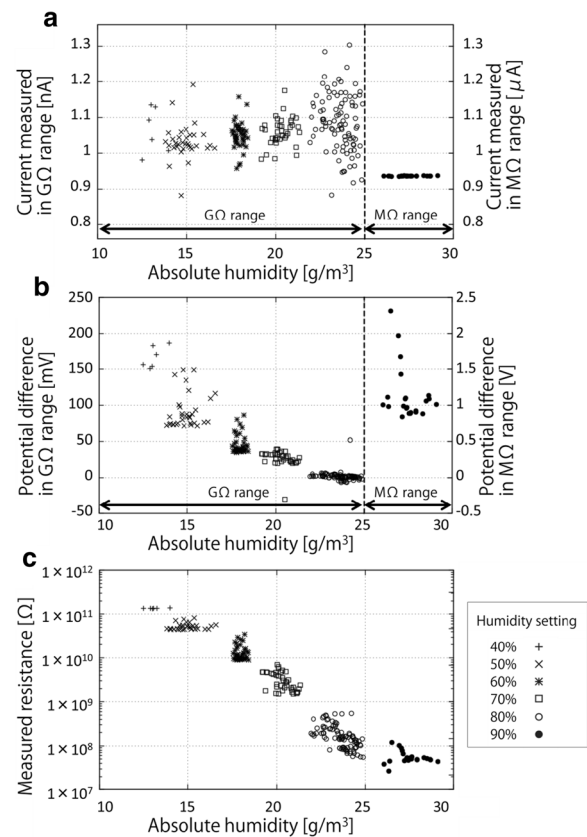 a
Current measured
in GΩ range [nA]
1.3
1.2
1.1
1
0.9
0.8
1.3
1.2
1.1
1
0.9
0.8
Current measured
in MΩ range [μA]
GΩ range
MΩ range
10
15
20
25
30
Absolute humidity [g/m³]
b
Potential difference
in GΩ range [mV]
250
200
150
100
50
0
-50
2.5
2
1.5
1
0.5
0
-0.5
Potential difference
in MΩ range [V]
GΩ range
MΩ range
10
15
20
25
30
Absolute humidity [g/m³]
c
Measured resistance [Ω]
1 × 10¹²
1 × 10¹¹
1 × 10¹⁰
1 × 10⁹
1 × 10⁸
1 × 10⁷
10
15
20
25
30
Absolute humidity [g/m³]
Humidity setting
40% +
50% ×
60% ✳
70% □
80% ○
90% ●